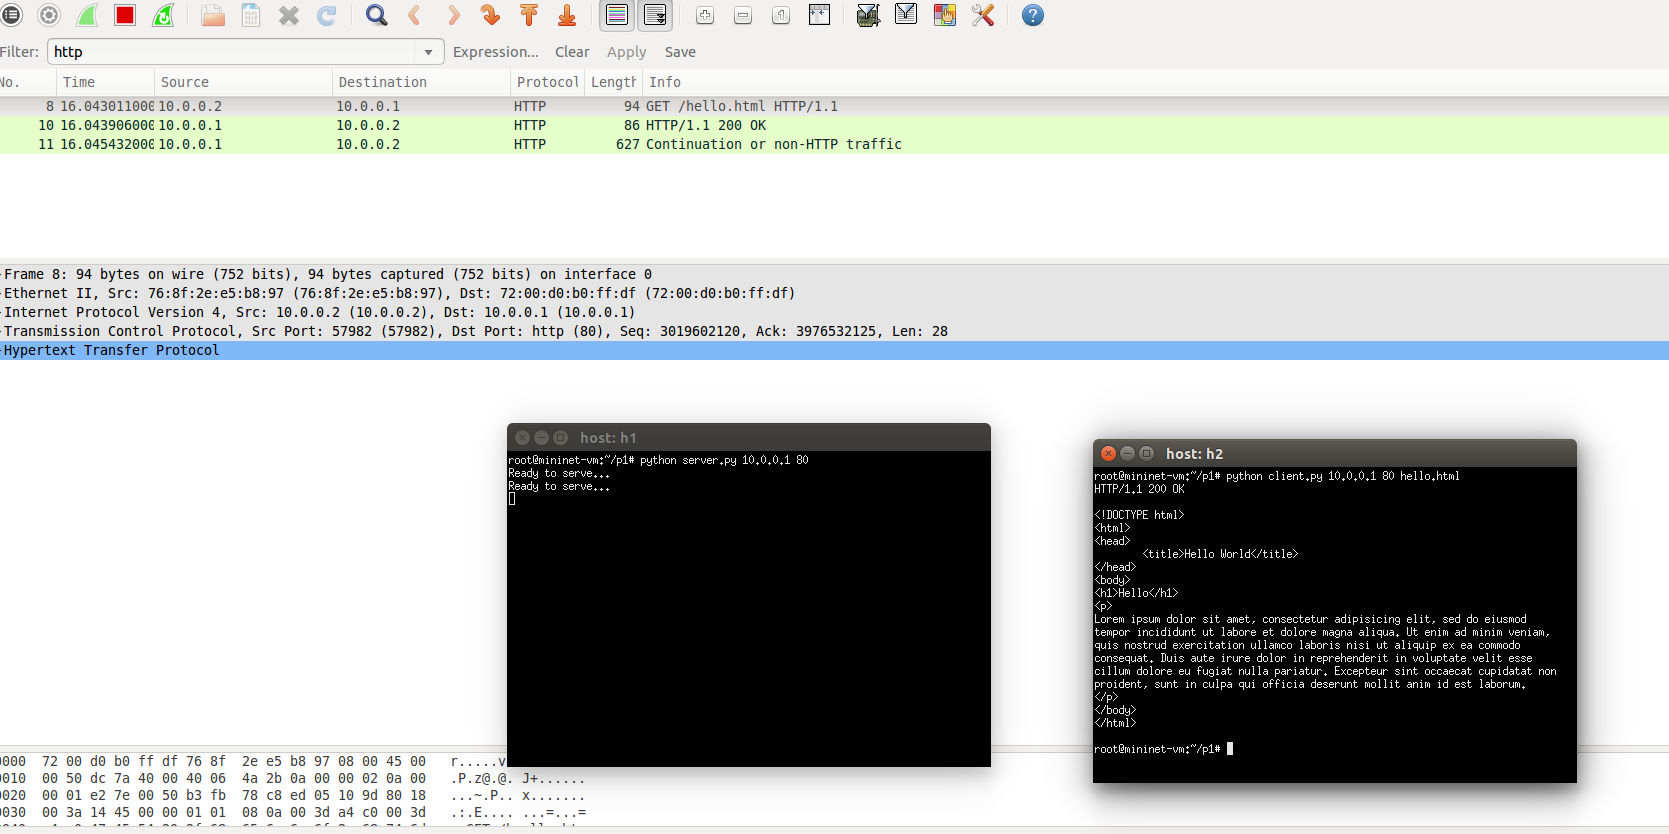 Filter: http Expression... Clear Apply Save
No. Time Source Destination Protocol Length Info
8 16.043011000 10.0.0.2 10.0.0.1 HTTP 94 GET /hello.html HTTP/1.1
10 16.043906000 10.0.0.1 10.0.0.2 HTTP 86 HTTP/1.1 200 OK
11 16.045432000 10.0.0.1 10.0.0.2 HTTP 627 Continuation or non-HTTP traffic
Frame 8: 94 bytes on wire (752 bits), 94 bytes captured (752 bits) on interface 0
Ethernet II, Src: 76:8f:2e:e5:b8:97 (76:8f:2e:e5:b8:97), Dst: 72:00:d0:b0:ff:df (72:00:d0:b0:ff:df)
Internet Protocol Version 4, Src: 10.0.0.2 (10.0.0.2), Dst: 10.0.0.1 (10.0.0.1)
Transmission Control Protocol, Src Port: 57982 (57982), Dst Port: http (80), Seq: 3019602120, Ack: 3976532125, Len: 28
Hypertext Transfer Protocol
host: h1
root@mininet-vm:~/p1# python server.py 10.0.0.1 80
Ready to serve...
Ready to serve...
host: h2
root@mininet-vm:~/p1# python client.py 10.0.0.1 80 hello.html
HTTP/1.1 200 OK
<!DOCTYPE html>
<html>
<head>
<title>Hello World</title>
</head>
<body>
<h1>Hello</h1>
<p>
Lorem ipsum dolor sit amet, consectetur adipisicing elit, sed do eiusmod
tempor incididunt ut labore et dolore magna aliqua. Ut enim ad minim veniam,
quis nostrud exercitation ullamco laboris nisi ut aliquip ex ea commodo
consequat. Duis aute irure dolor in reprehenderit in voluptate velit esse
cillum dolore eu fugiat nulla pariatur. Excepteur sint occaecat cupidatat non
proident, sunt in culpa qui officia deserunt mollit anim id est laborum.
</p>
</body>
</html>
root@mininet-vm:~/p1#
0000 72 00 d0 b0 ff df 76 8f 2e e5 b8 97 08 00 45 00 r.....v
0010 00 50 dc 7a 40 00 40 06 4a 2b 0a 00 00 02 0a 00 .P.z@.@. J+......
0020 00 01 e2 7e 00 50 b3 fb 78 c8 ed 05 10 9d 80 18 ...~.P.. x.......
0030 00 3a 14 45 00 00 01 01 08 0a 00 3d a4 c0 00 3d .:.E.... ...=...=